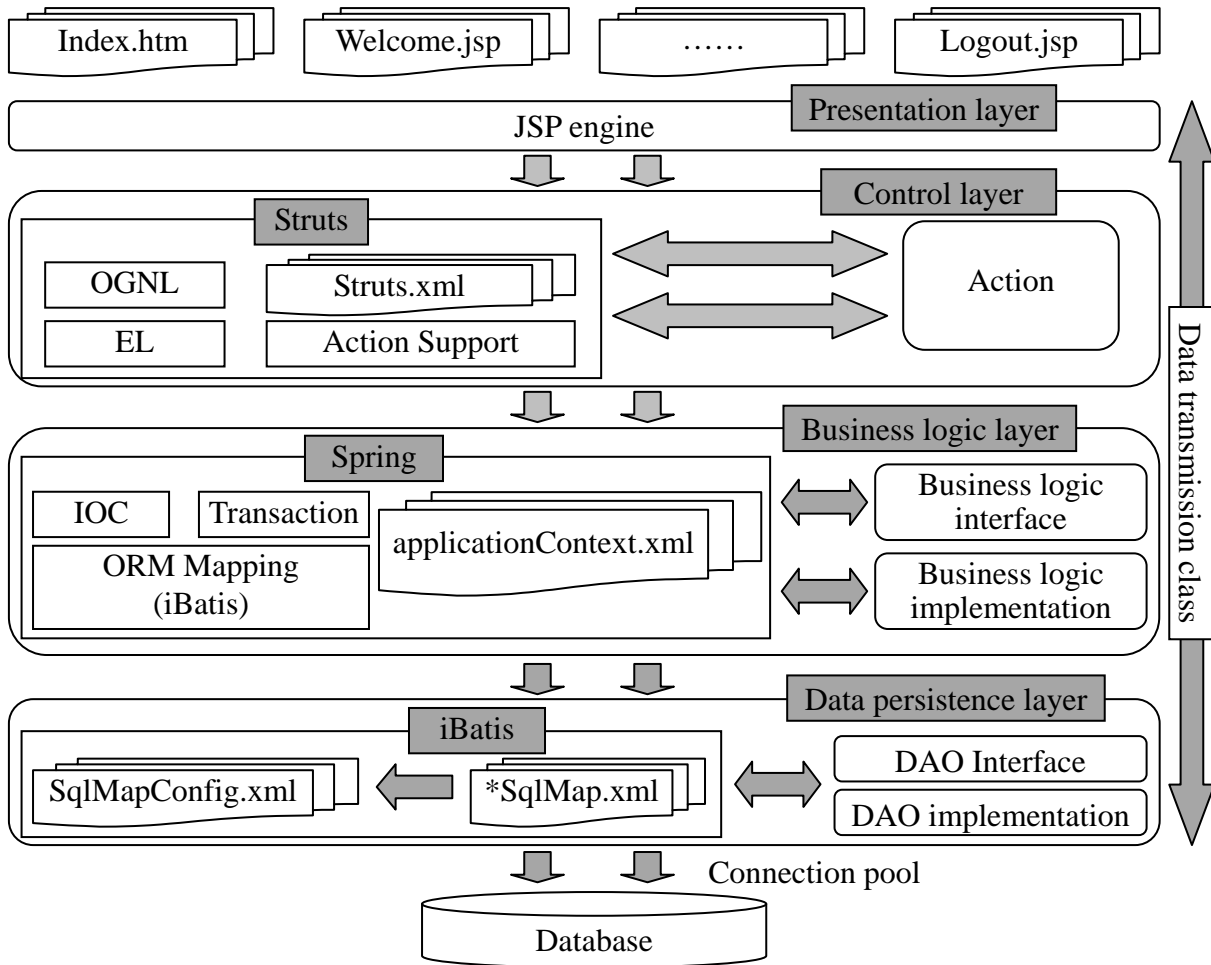 Index.htm
Welcome.jsp
……
Logout.jsp
Presentation layer
JSP engine
Control layer
Struts
OGNL
Struts.xml
EL
Action Support
Action
Business logic layer
Spring
IOC
Transaction
applicationContext.xml
ORM Mapping
(iBatis)
Business logic
interface
Business logic
implementation
Data persistence layer
iBatis
SqlMapConfig.xml
*SqlMap.xml
DAO Interface
DAO implementation
Connection pool
Database
Data transmission class